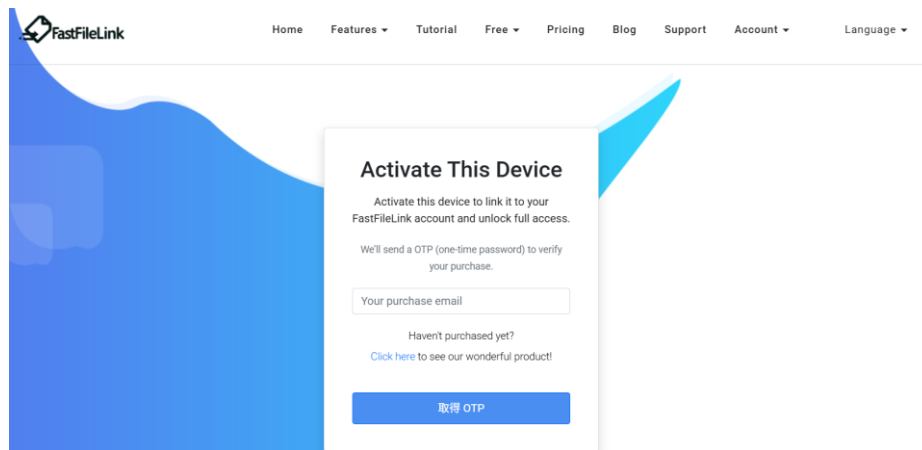 FastFileLink
Home Features Tutorial Free Pricing Blog Support Account Language
Activate This Device
Activate this device to link it to your
FastFileLink account and unlock full access.
We'll send a OTP (one-time password) to verify
your purchase.
Your purchase email
Haven't purchased yet?
Click here to see our wonderful product!
取得 OTP